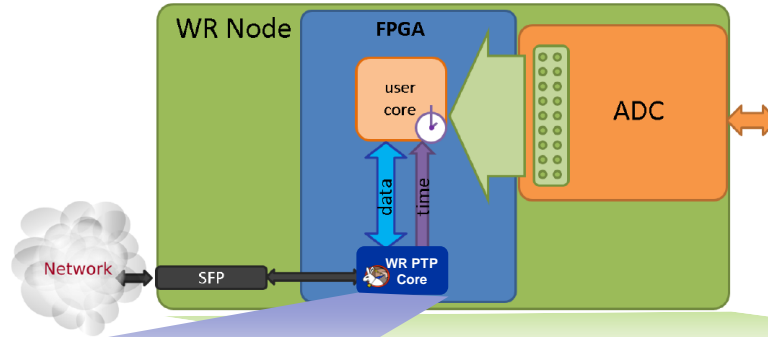 WR Node
FPGA
user
core
ADC
data
time
Network
SFP
WR PTP
Core